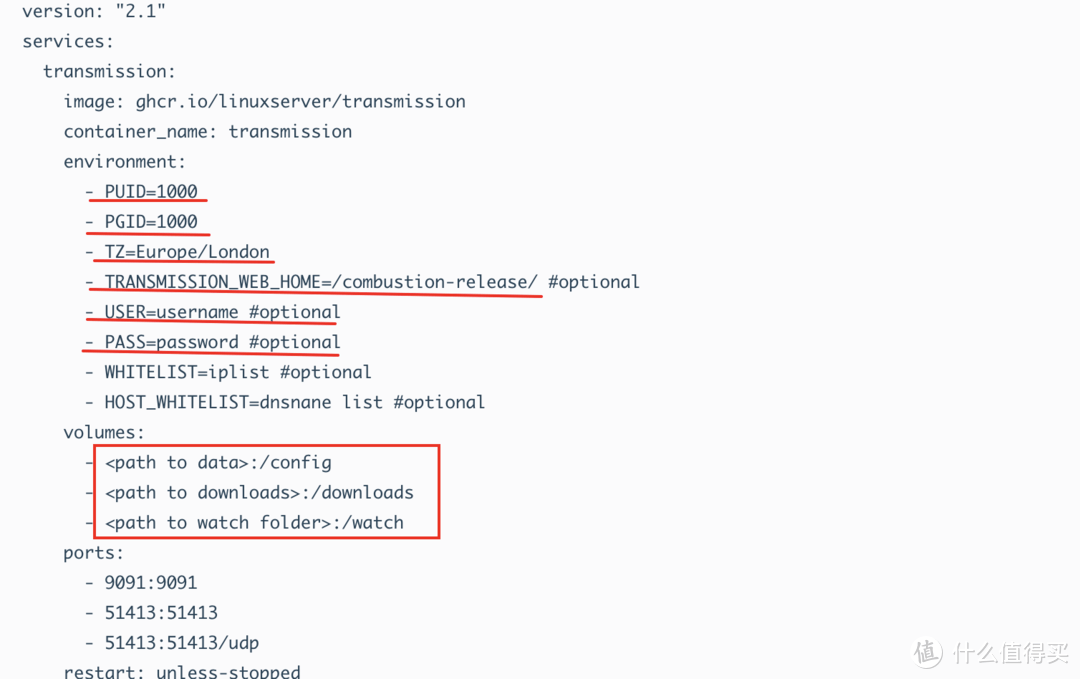 version: "2.1"
services:
  transmission:
    image: ghcr.io/linuxserver/transmission
    container_name: transmission
    environment:
      - PUID=1000
      - PGID=1000
      - TZ=Europe/London
      - TRANSMISSION_WEB_HOME=/combustion-release/ #optional
      - USER=username #optional
      - PASS=password #optional
      - WHITELIST=iplist #optional
      - HOST_WHITELIST=dnsnane list #optional
    volumes:
      - <path to data>:/config
      - <path to downloads>:/downloads
      - <path to watch folder>:/watch
    ports:
      - 9091:9091
      - 51413:51413
      - 51413:51413/udp
    restart: unless-stopped
值 什么值得买